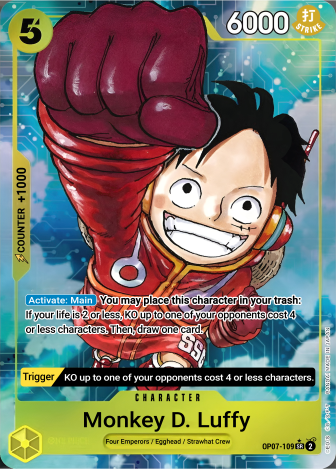 5
6000
打
STRIKE
COUNTER +1000
Activate: Main You may place this character in your trash:
If your life is 2 or less, KO up to one of your opponents cost 4
or less characters. Then, draw one card.
Trigger KO up to one of your opponents cost 4 or less characters.
CHARACTER
Monkey D. Luffy
Four Emperors / Egghead / Strawhat Crew
OP07-109 SR 2